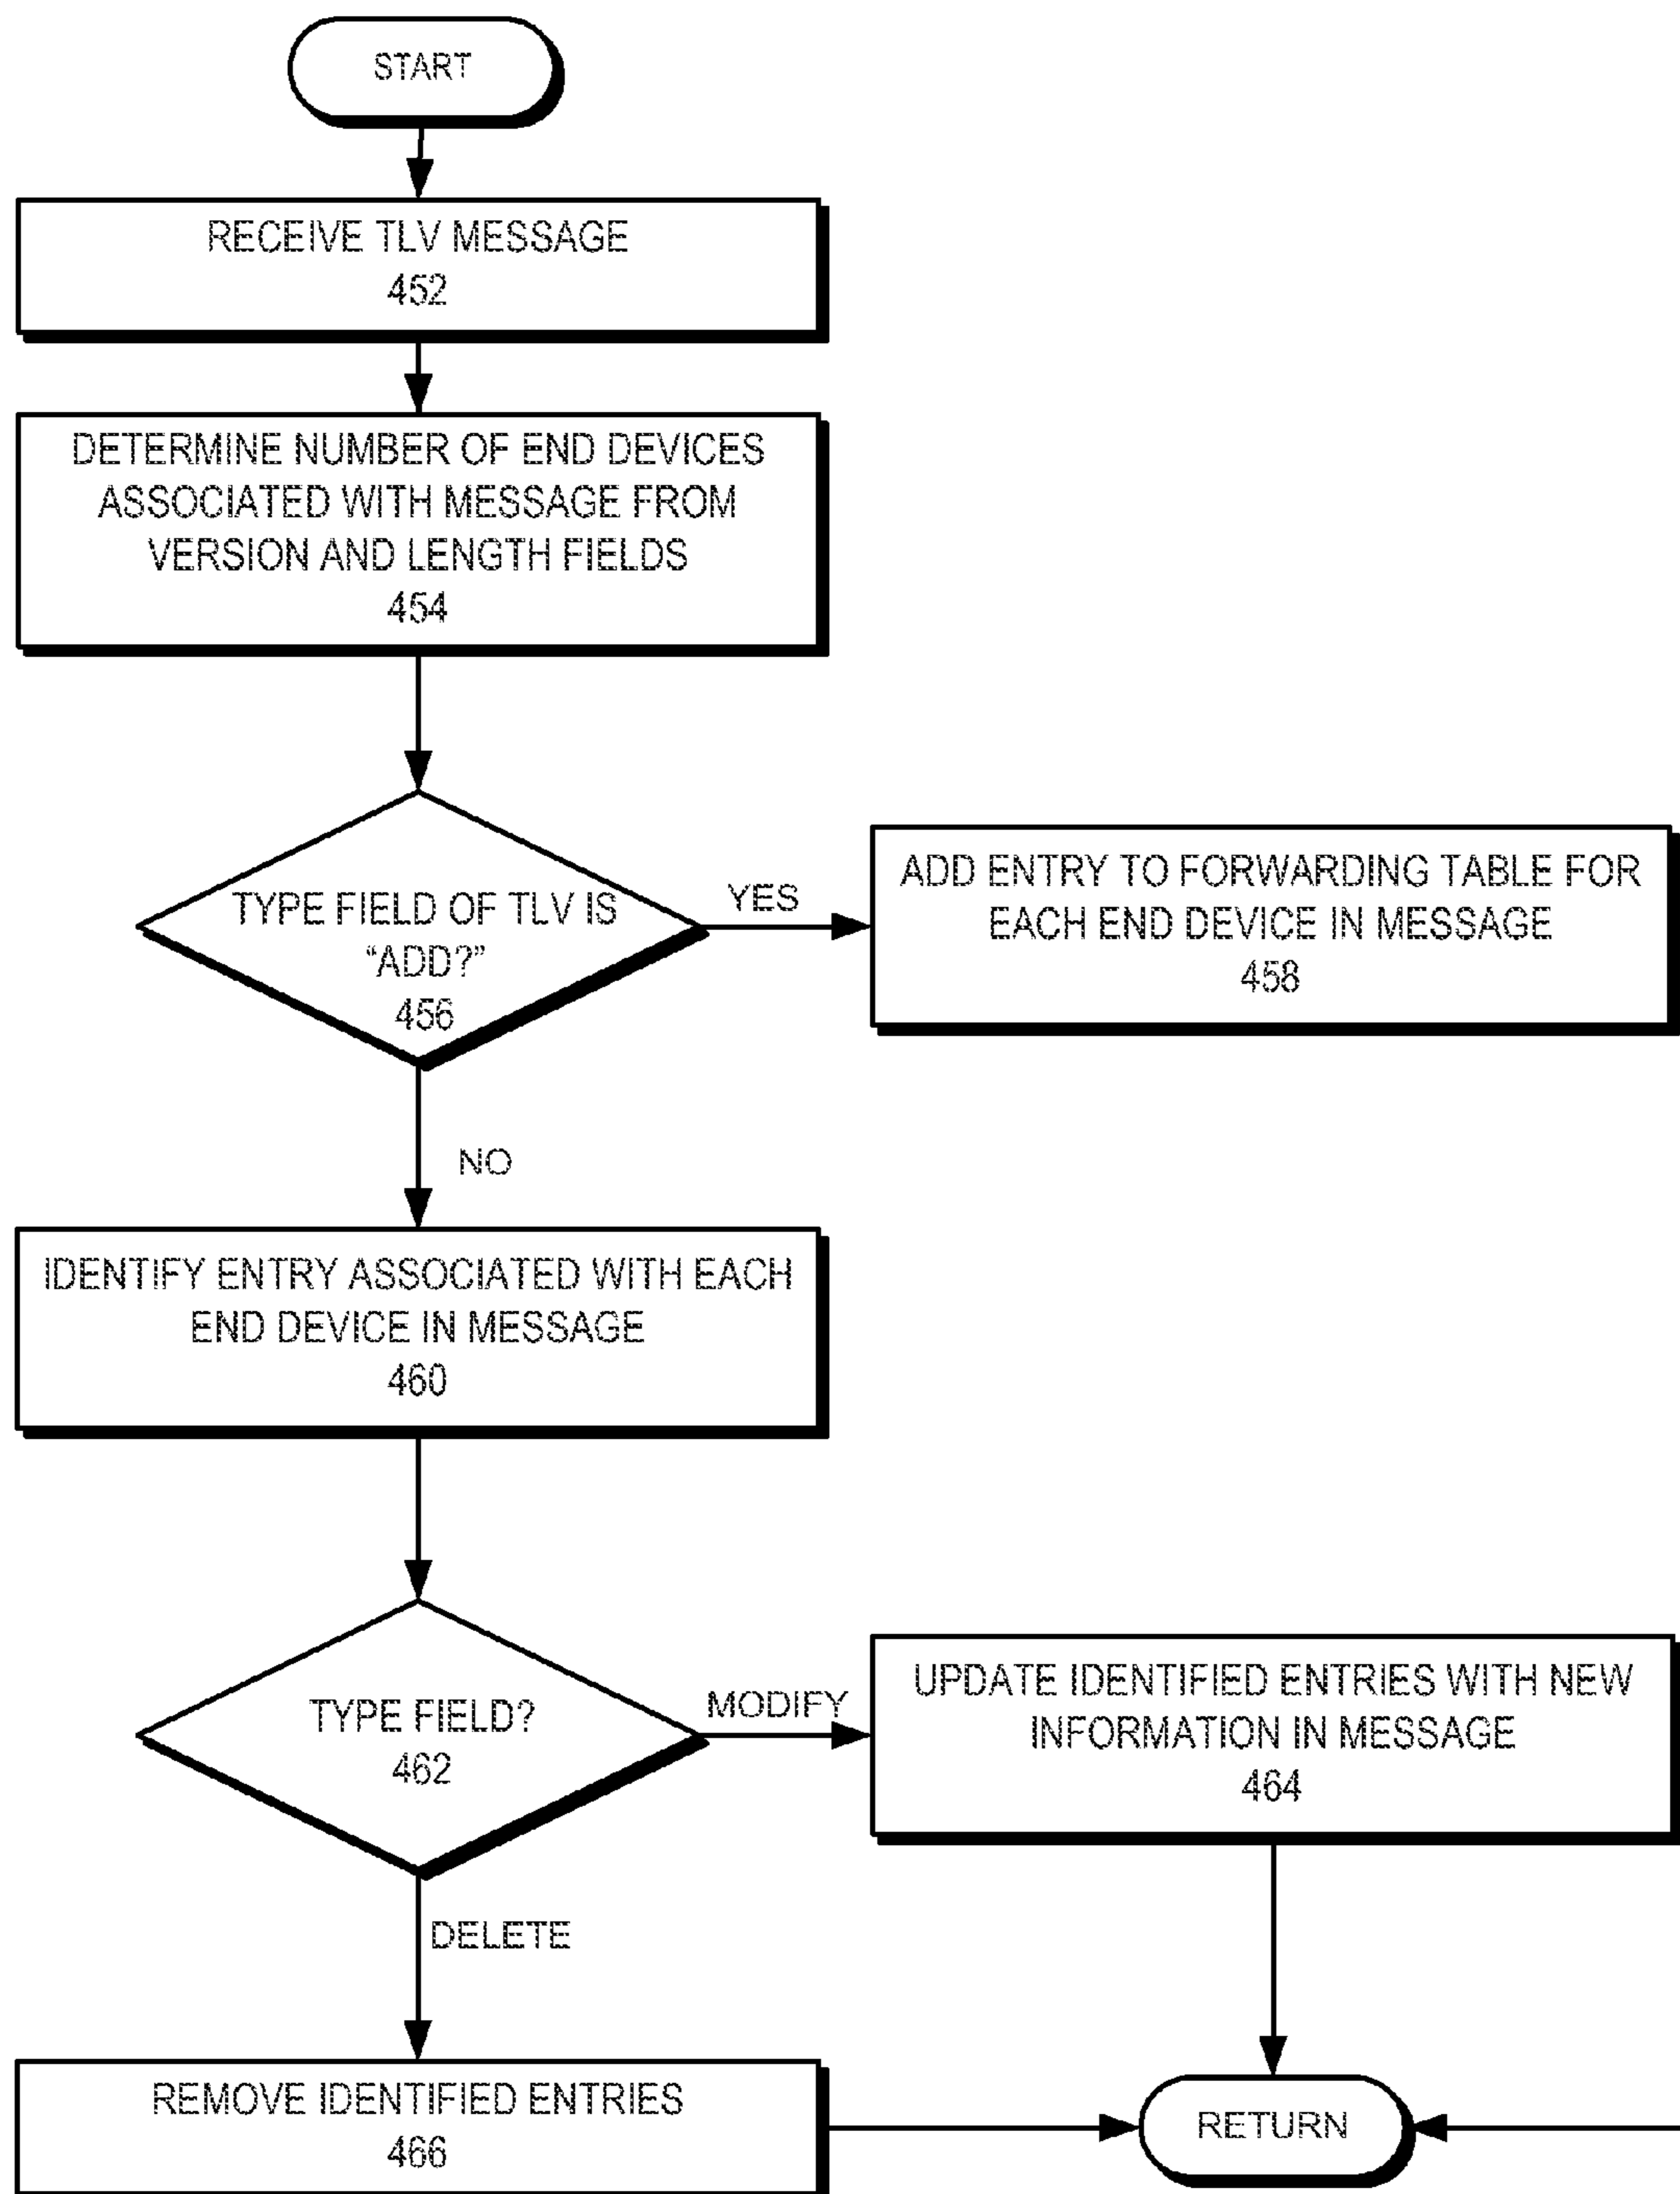 START
RECEIVE TLV MESSAGE
452
DETERMINE NUMBER OF END DEVICES
ASSOCIATED WITH MESSAGE FROM
VERSION AND LENGTH FIELDS
454
TYPE FIELD OF TLV IS
“ADD?”
456
YES
ADD ENTRY TO FORWARDING TABLE FOR
EACH END DEVICE IN MESSAGE
458
NO
IDENTIFY ENTRY ASSOCIATED WITH EACH
END DEVICE IN MESSAGE
460
TYPE FIELD?
462
MODIFY
UPDATE IDENTIFIED ENTRIES WITH NEW
INFORMATION IN MESSAGE
464
DELETE
REMOVE IDENTIFIED ENTRIES
466
RETURN